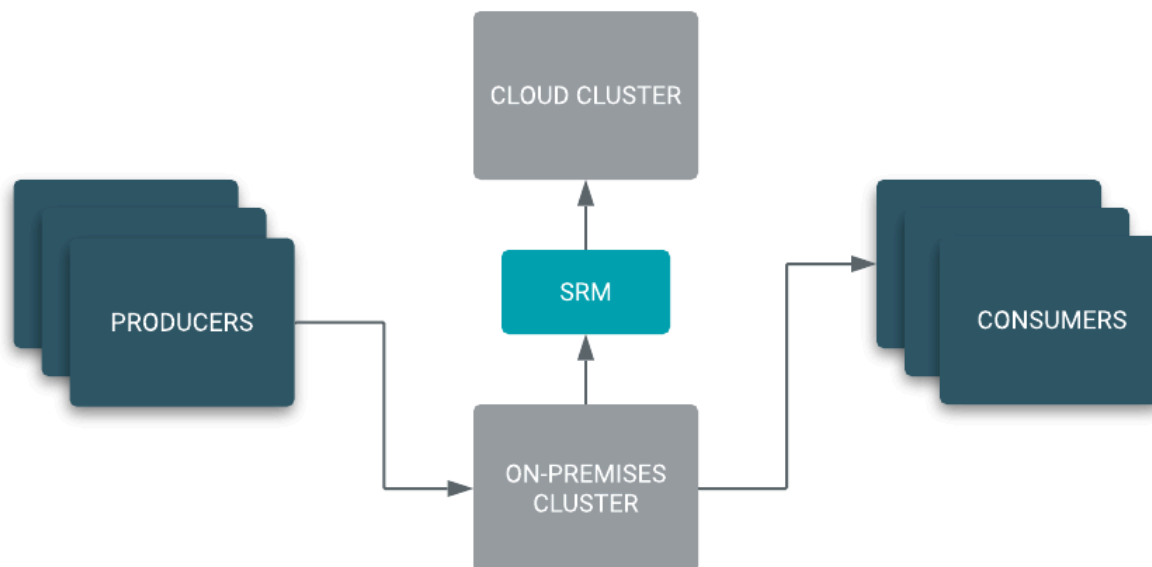 CLOUD CLUSTER
SRM
PRODUCERS
CONSUMERS
ON-PREMISES
CLUSTER